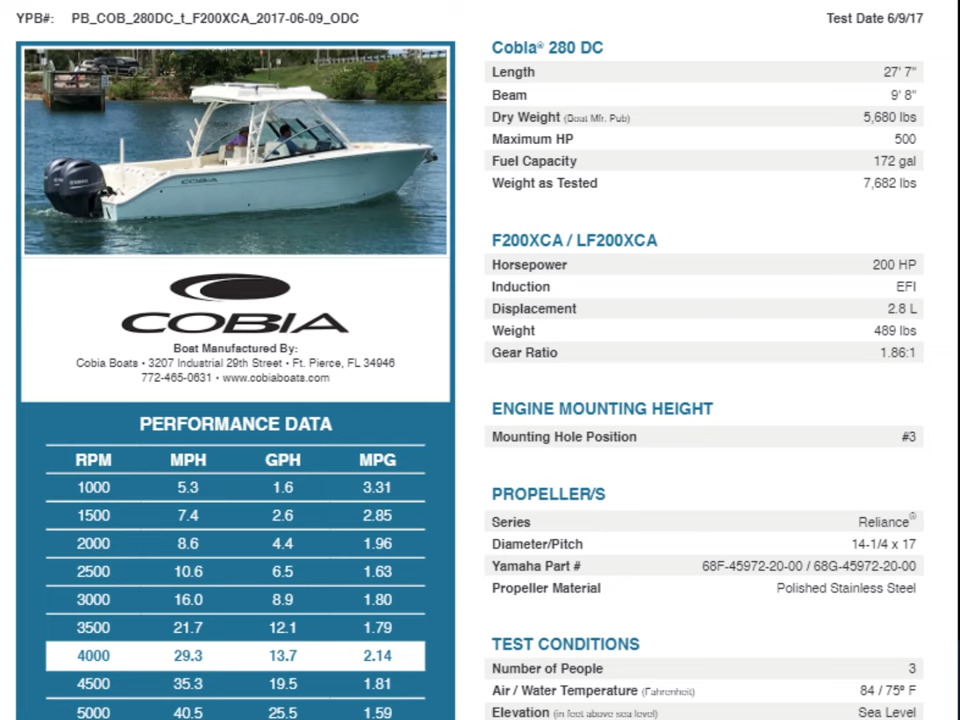 YPB#: PB_COB_280DC_t_F200XCA_2017-06-09_ODC
Test Date 6/9/17
COBIA
COBIA
Boat Manufactured By:
Cobia Boats • 3207 Industrial 29th Street • Ft. Pierce, FL 34946
772-465-0631 • www.cobiaboats.com
PERFORMANCE DATA
RPM MPH GPH MPG
1000 5.3 1.6 3.31
1500 7.4 2.6 2.85
2000 8.6 4.4 1.96
2500 10.6 6.5 1.63
3000 16.0 8.9 1.80
3500 21.7 12.1 1.79
4000 29.3 13.7 2.14
4500 35.3 19.5 1.81
5000 40.5 25.5 1.59
Cobia® 280 DC
Length 27' 7"
Beam 9' 8"
Dry Weight (Boat Mfr. Pub) 5,680 lbs
Maximum HP 500
Fuel Capacity 172 gal
Weight as Tested 7,682 lbs
F200XCA / LF200XCA
Horsepower 200 HP
Induction EFI
Displacement 2.8 L
Weight 489 lbs
Gear Ratio 1.86:1
ENGINE MOUNTING HEIGHT
Mounting Hole Position #3
PROPELLER/S
Series Reliance®
Diameter/Pitch 14-1/4 x 17
Yamaha Part # 68F-45972-20-00 / 68G-45972-20-00
Propeller Material Polished Stainless Steel
TEST CONDITIONS
Number of People 3
Air / Water Temperature (Fahrenheit) 84 / 75º F
Elevation (in feet above sea level) Sea Level